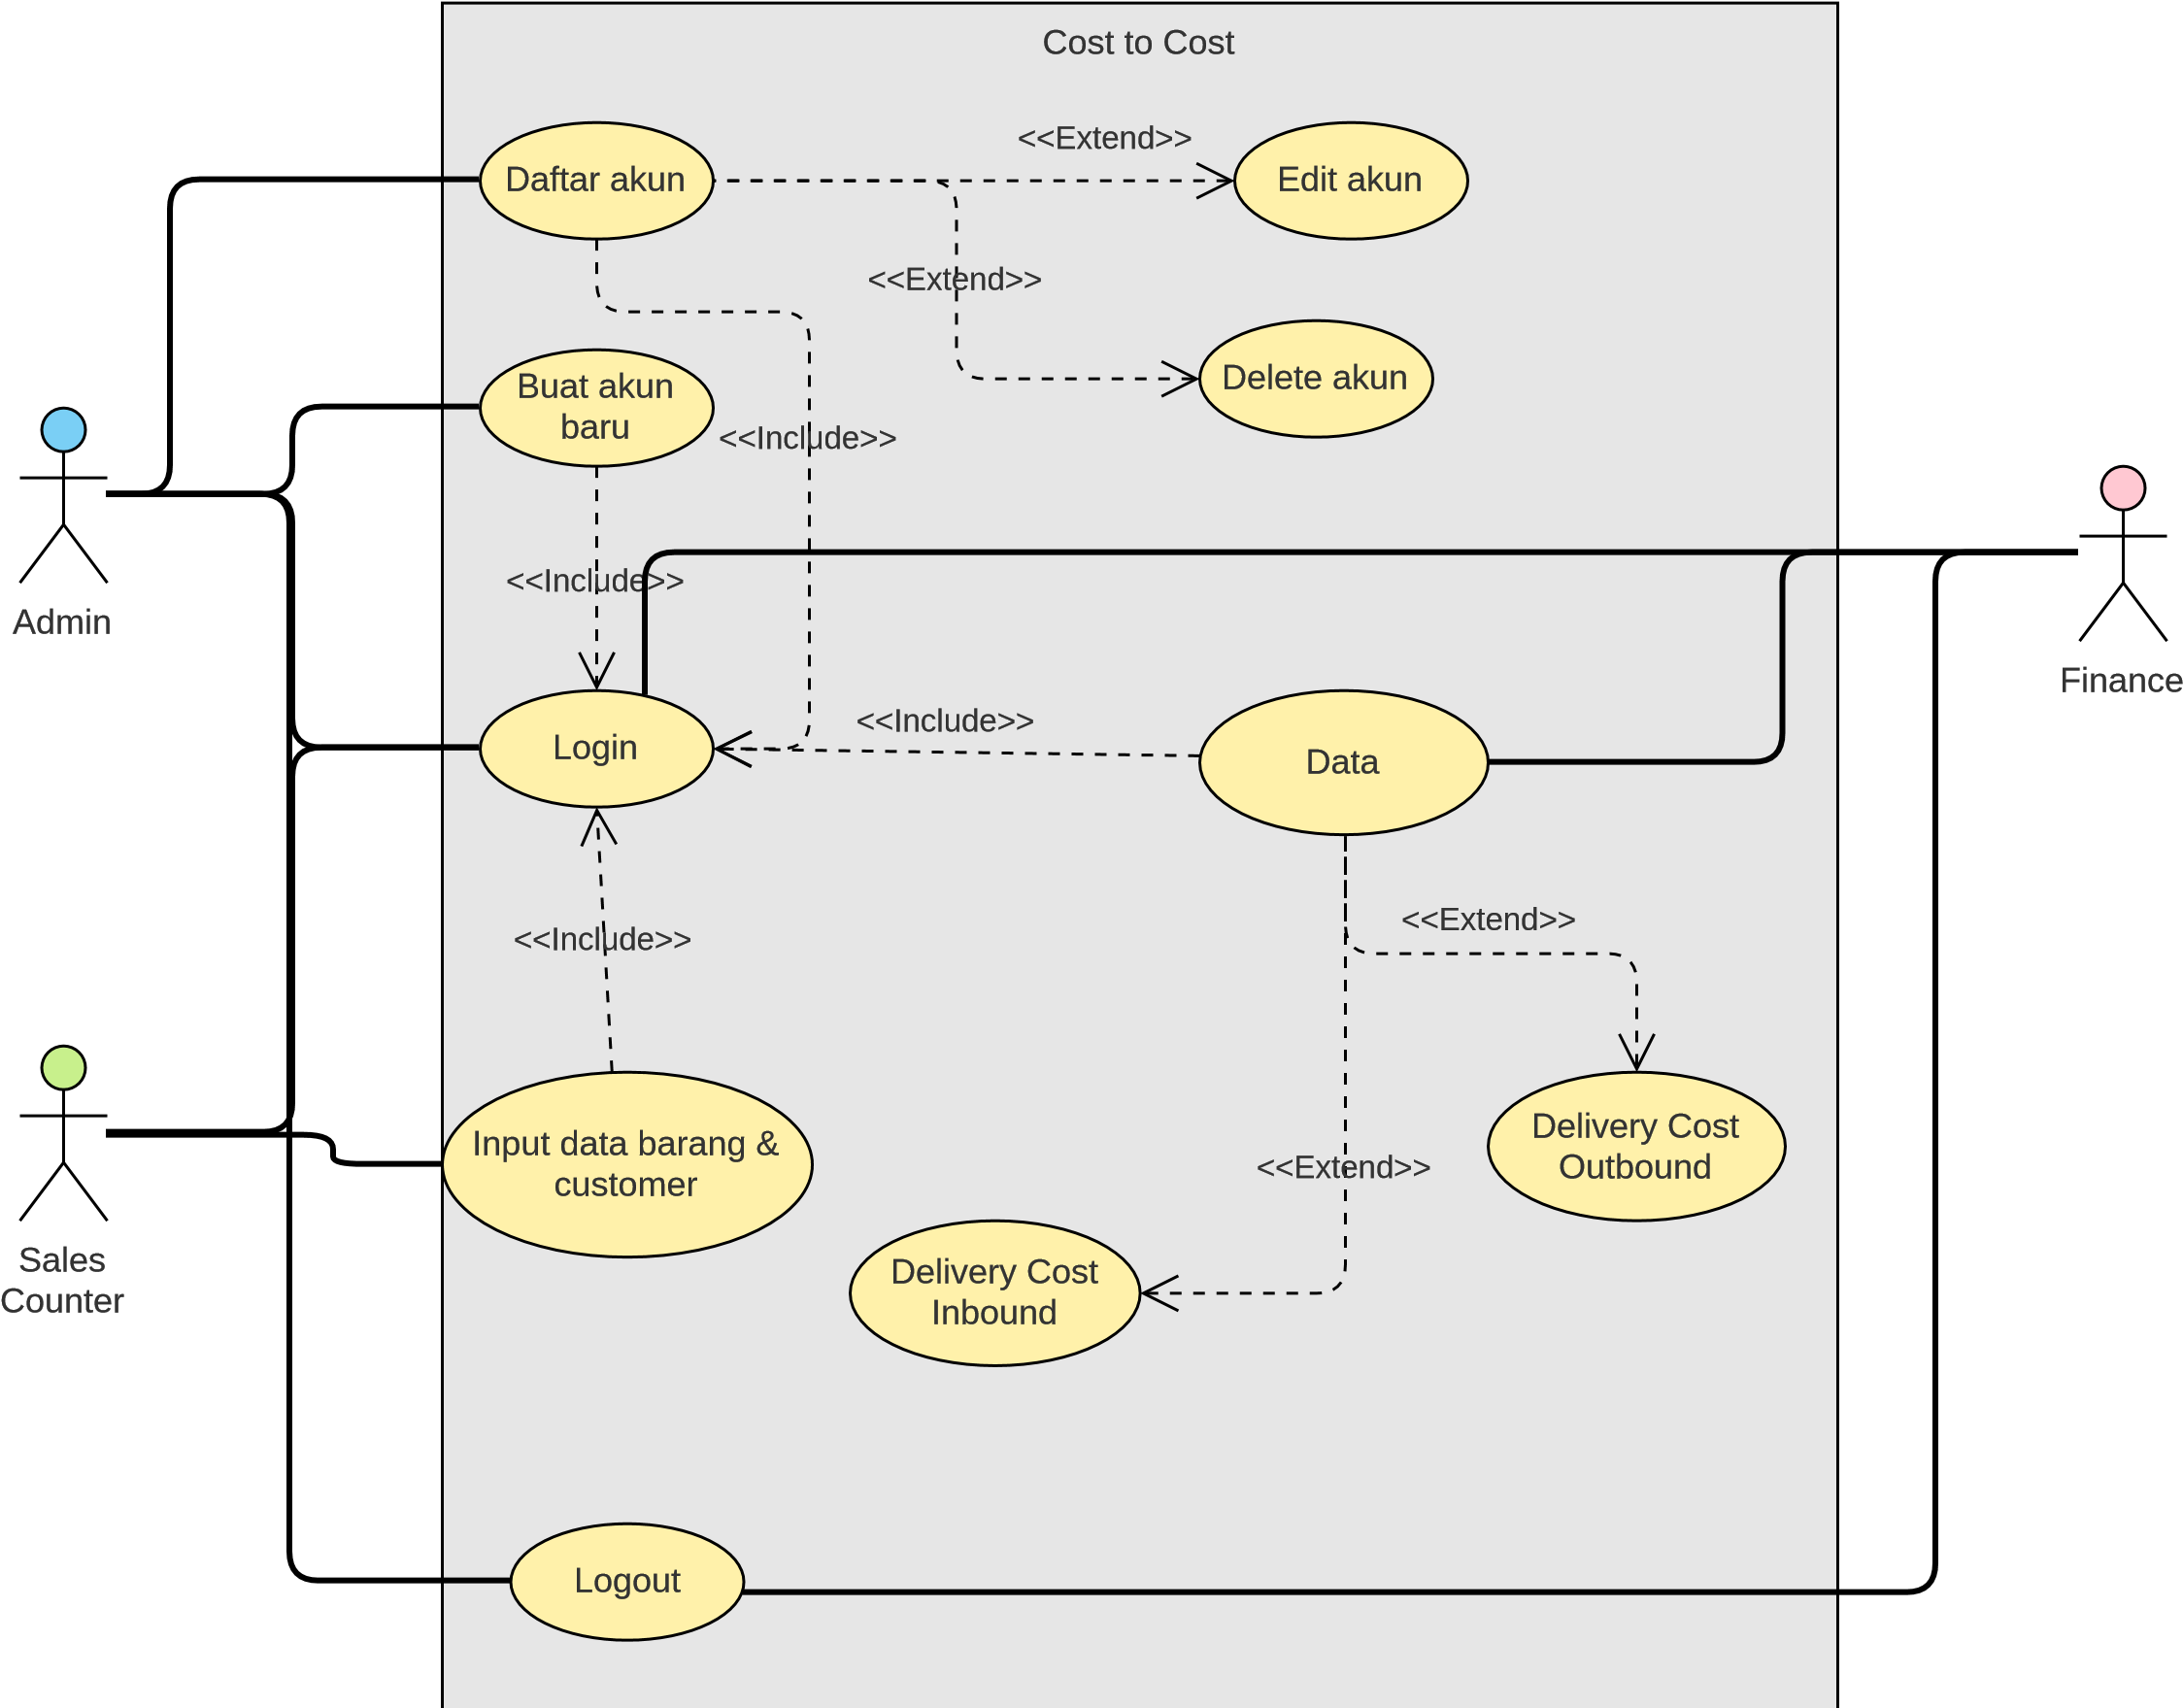 Cost to Cost
Daftar akun
<<Extend>>
Edit akun
<<Extend>>
Delete akun
Buat akun
baru
<<Include>>
Admin
<<Include>>
Finance
Login
<<Include>>
Data
<<Include>>
<<Extend>>
Sales
Counter
Input data barang &
customer
<<Extend>>
Delivery Cost
Outbound
Delivery Cost
Inbound
Logout